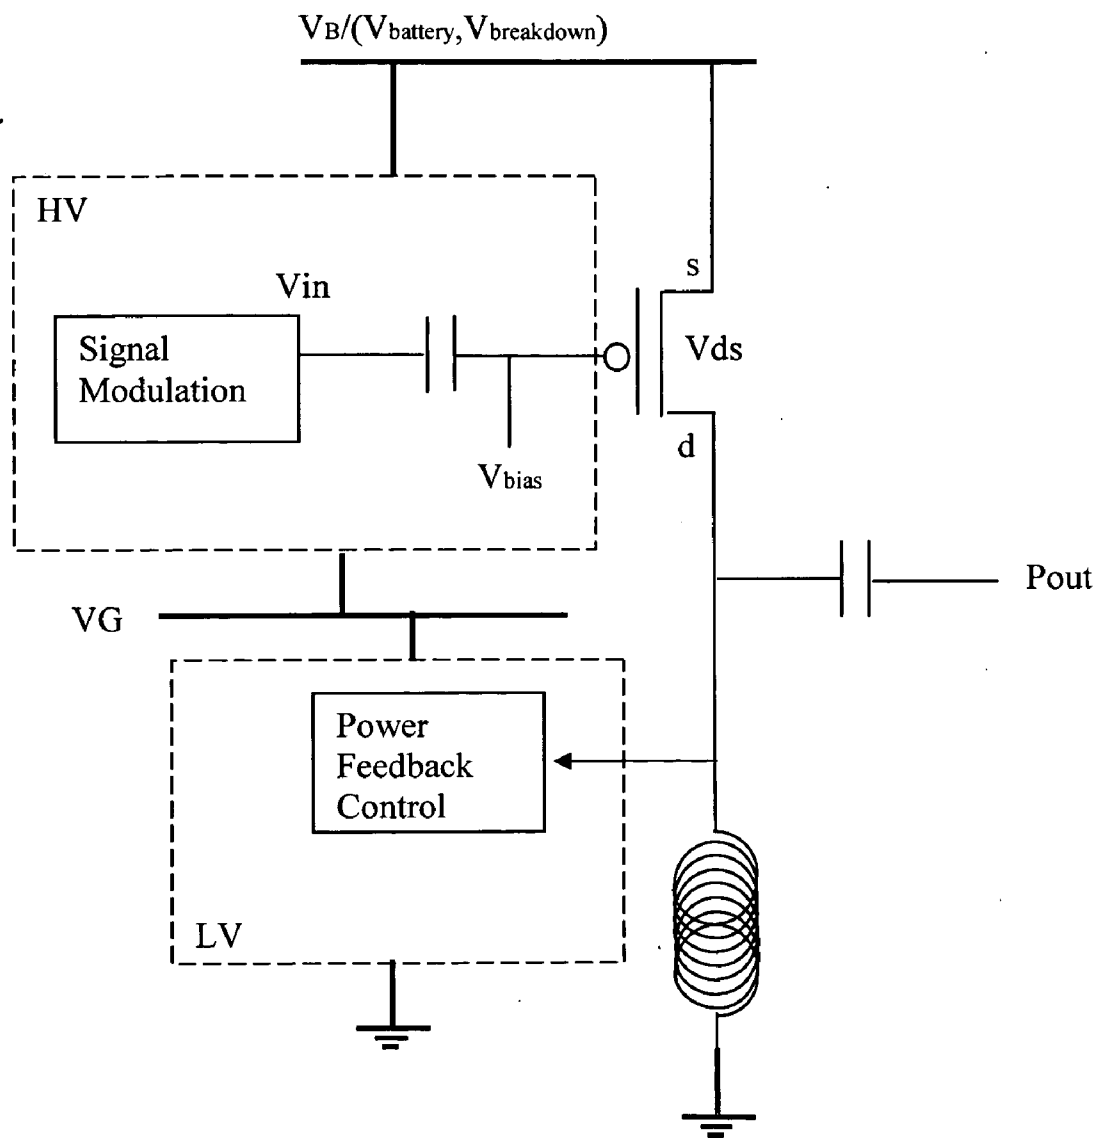 VB/(Vbattery,Vbreakdown)
HV
s
Vin
Signal
Modulation
Vds
Vbias
d
Pout
VG
Power
Feedback
Control
LV